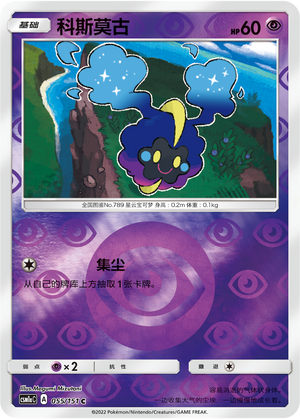 基础
科斯莫古
HP60
全国图鉴No.789 星云宝可梦 身高：0.2m 体重：0.1kg
集尘
从自己的牌库上方抽取1张卡牌。
弱点 ×2 抗性 撤退
Illus. Megumi Mizutani
csm1aC A 055/151 C
©2022 Pokémon/Nintendo/Creatures/GAME FREAK.